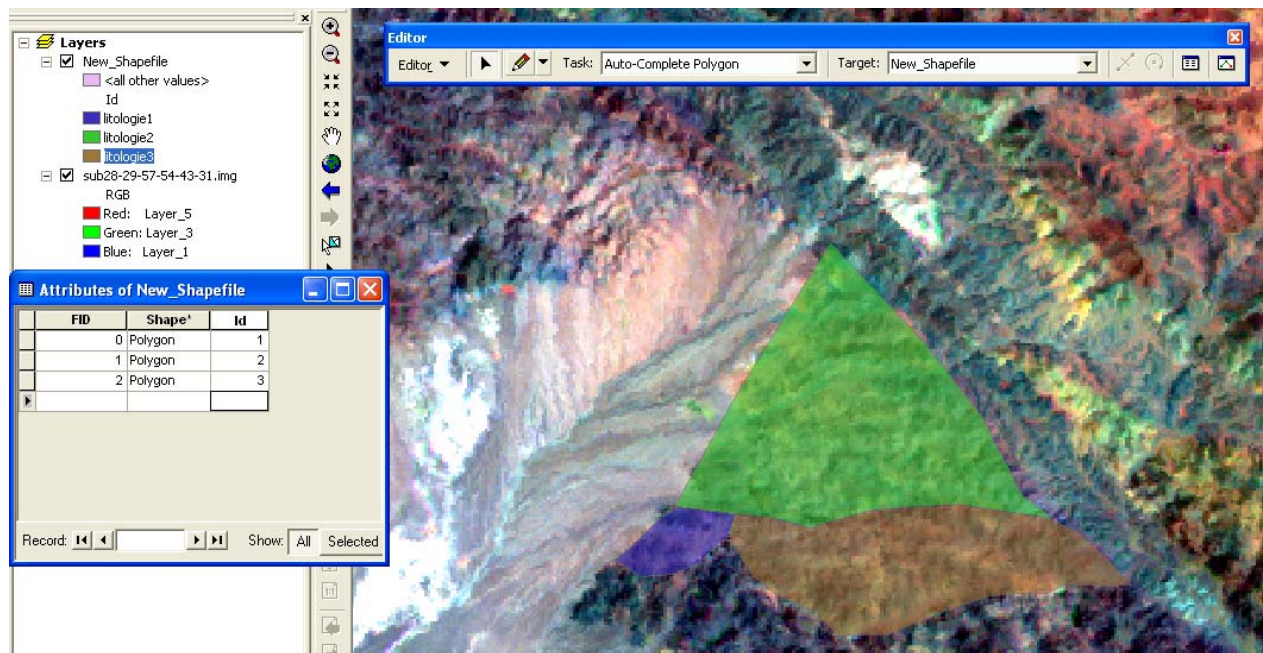 Layers
New_Shapefile
<all other values>
Id
litologie1
litologie2
litologie3
sub28-29-57-54-43-31.img
RGB
Red: Layer_5
Green: Layer_3
Blue: Layer_1
Editor
Editor Task: Auto-Complete Polygon Target: New_Shapefile
Attributes of New_Shapefile
FID Shape* Id
0 Polygon 1
1 Polygon 2
2 Polygon 3
Record: Show: All Selected
1:1